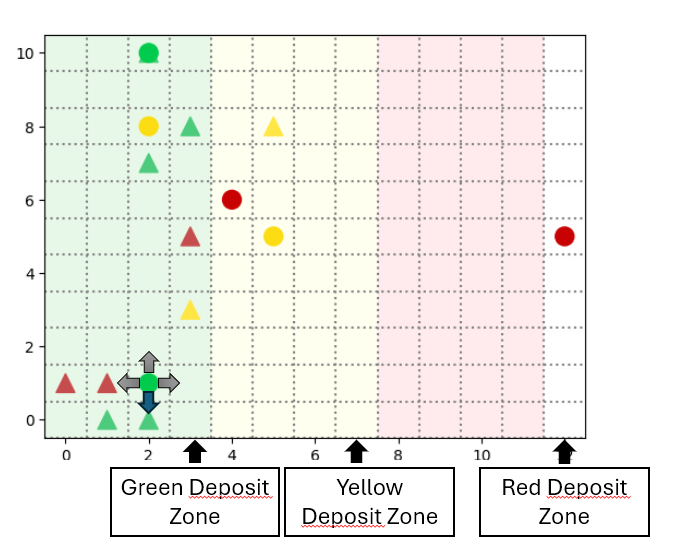 10
8
6
4
2
0
0 2 4 6 8 10
Green Deposit
Zone
Yellow
Deposit Zone
Red Deposit
Zone